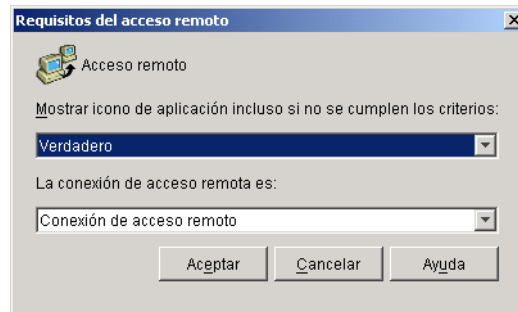 Requisitos del acceso remoto
Acceso remoto
Mostrar icono de aplicación incluso si no se cumplen los criterios:
Verdadero
La conexión de acceso remota es:
Conexión de acceso remoto
Aceptar Cancelar Ayuda